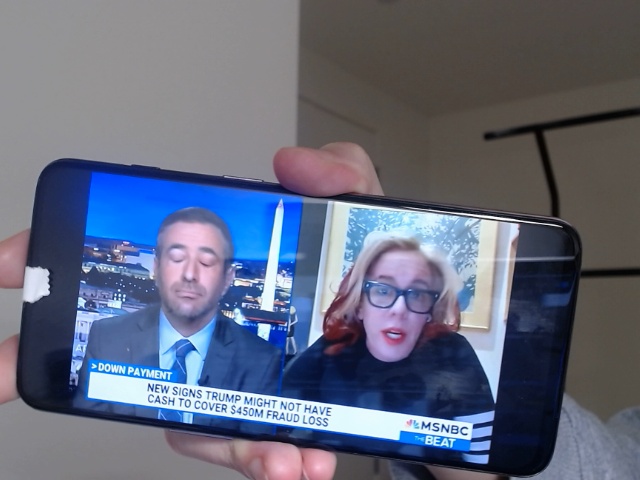 > DOWN PAYMENT
NEW SIGNS TRUMP MIGHT NOT HAVE
CASH TO COVER $450M FRAUD LOSS
MSNBC
THE BEAT